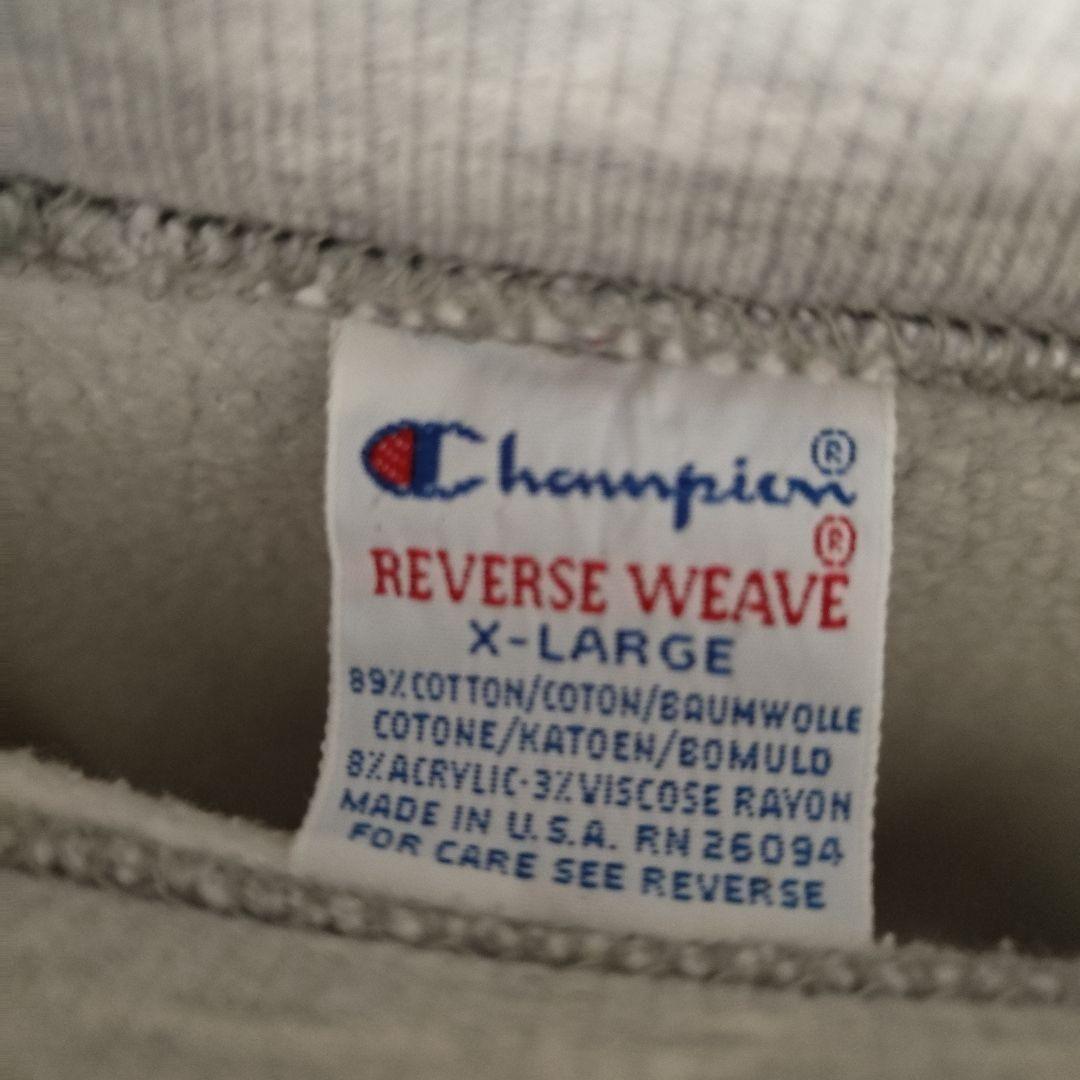 Champion®
REVERSE WEAVE®
X-LARGE
89%COTTON/COTON/BAUMWOLLE
COTONE/KATOEN/BOMULD
8%ACRYLIC·3%VISCOSE RAYON
MADE IN U.S.A. RN 26094
FOR CARE SEE REVERSE